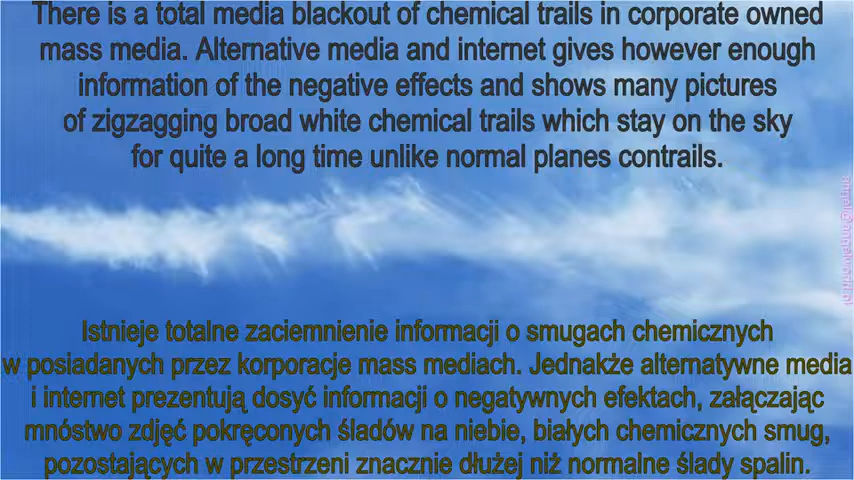 There is a total media blackout of chemical trails in corporate owned
mass media. Alternative media and internet gives however enough
information of the negative effects and shows many pictures
of zigzagging broad white chemical trails which stay on the sky
for quite a long time unlike normal planes contrails.
Istnieje totalne zaciemnienie informacji o smugach chemicznych
w posiadanych przez korporacje mass mediach. Jednakże alternatywne media
i internet prezentują dosyć informacji o negatywnych efektach, załączając
mnóstwo zdjęć pokręconych śladów na niebie, białych chemicznych smug,
pozostających w przestrzeni znacznie dłużej niż normalne ślady spalin.